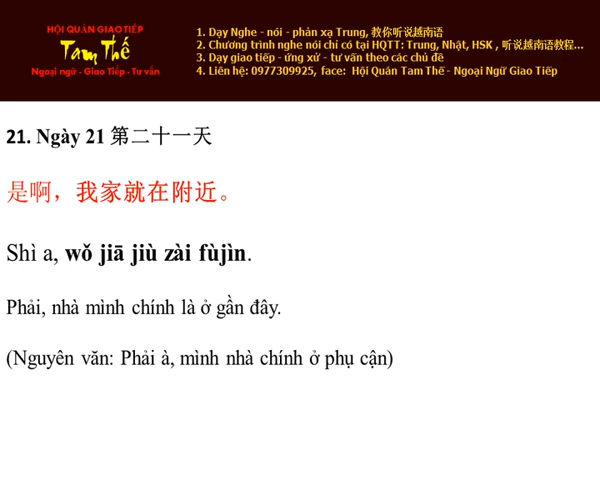 HỘI QUÁN GIAO TIẾP
Tam Thế
Ngoại ngữ - Giao Tiếp - Tư vấn
1. Dạy Nghe - nói - phản xạ Trung, 教你听说越南语
2. Chương trình nghe nói chỉ có tại HQTT: Trung, Nhật, HSK , 听说越南语教程...
3. Dạy giao tiếp - ứng xử - tư vấn theo các chủ đề
4. Liên hệ: 0977309925, face: Hội Quán Tam Thế - Ngoại Ngữ Giao Tiếp
21. Ngày 21 第二十一天
是啊，我家就在附近。
Shì a, wǒ jiā jiù zài fùjìn.
Phải, nhà mình chính là ở gần đây.
(Nguyên văn: Phải à, mình nhà chính ở phụ cận)